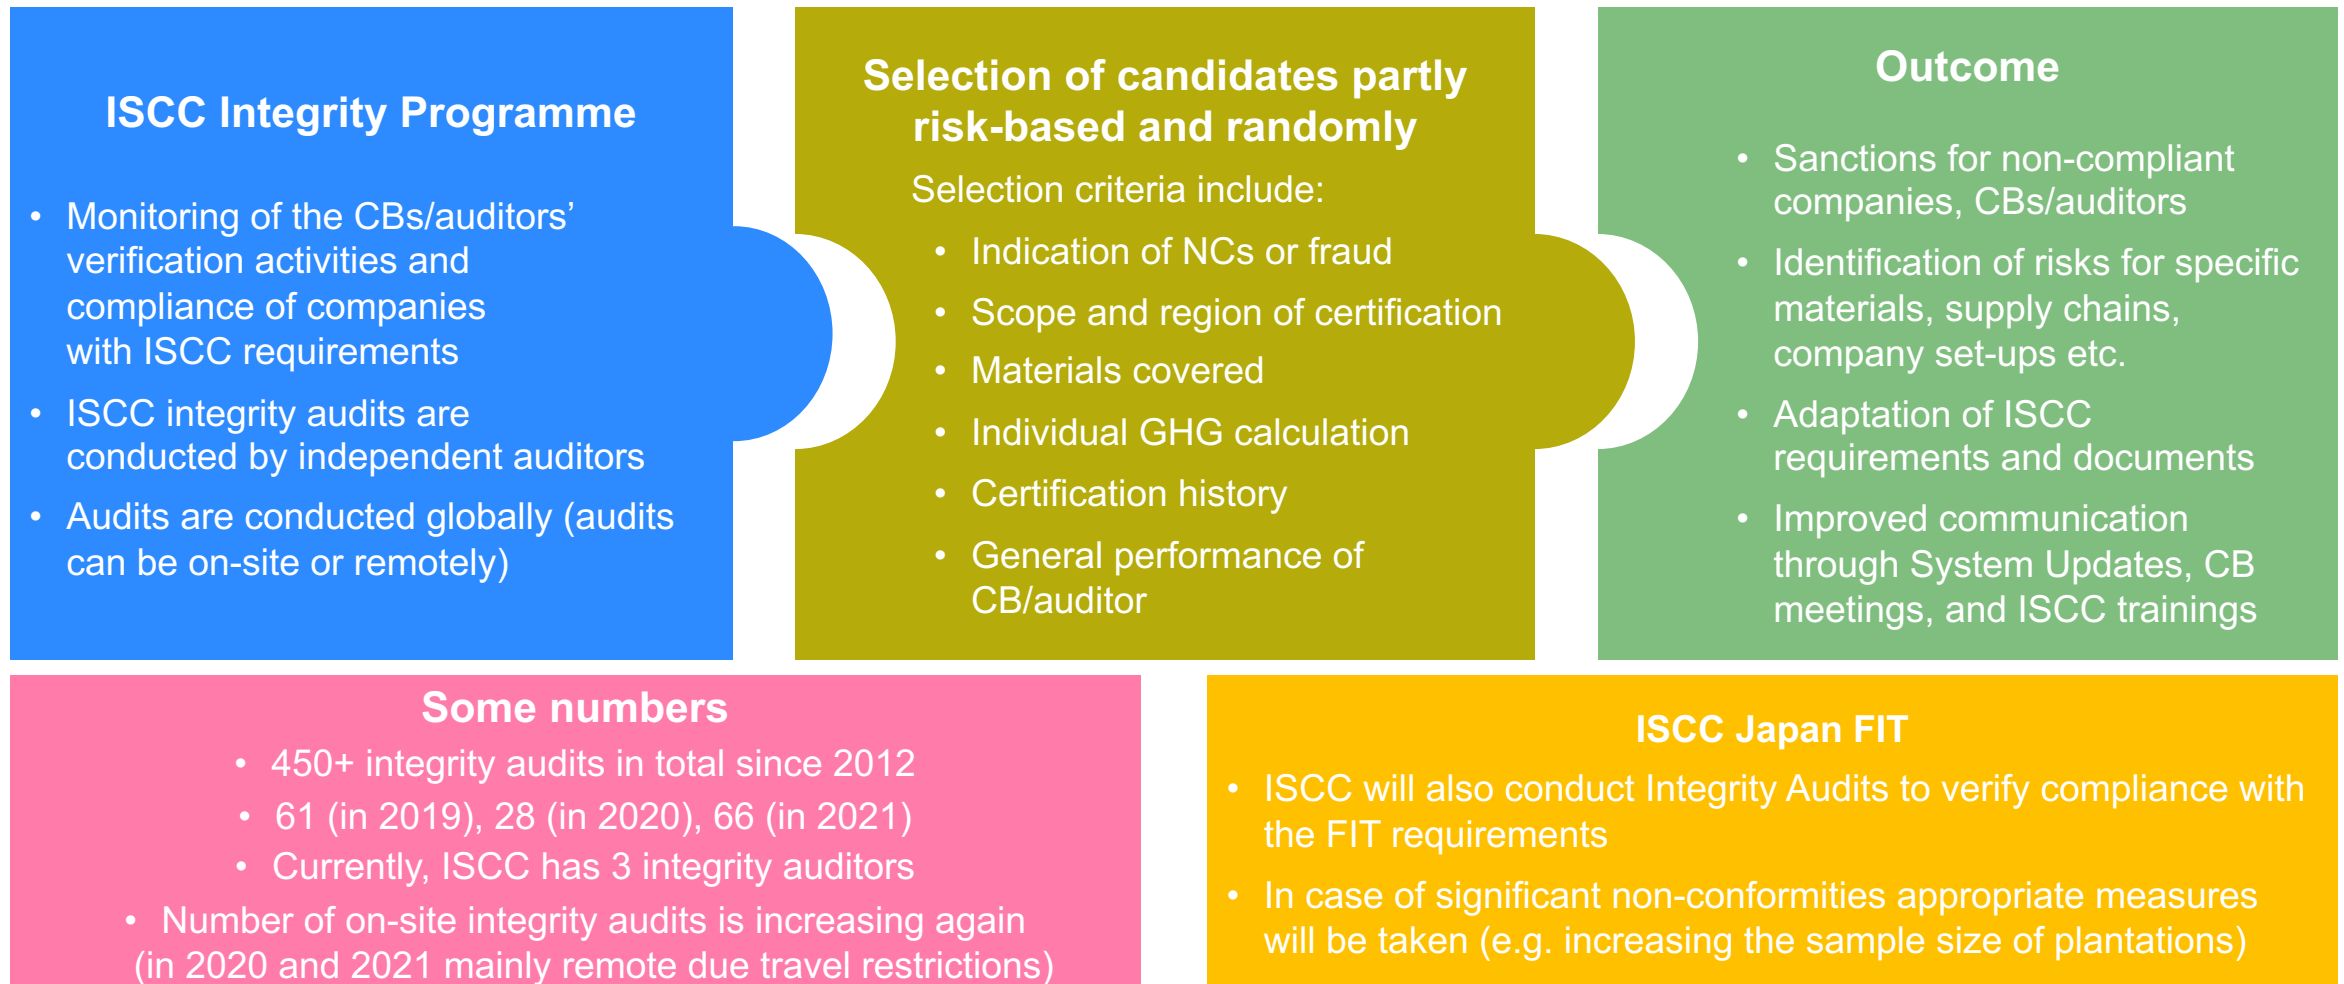 ISCC Integrity Programme
• Monitoring of the CBs/auditors’
verification activities and
compliance of companies
with ISCC requirements
• ISCC integrity audits are
conducted by independent auditors
• Audits are conducted globally (audits
can be on-site or remotely)
Selection of candidates partly
risk-based and randomly
Selection criteria include:
• Indication of NCs or fraud
• Scope and region of certification
• Materials covered
• Individual GHG calculation
• Certification history
• General performance of
CB/auditor
Outcome
• Sanctions for non-compliant
companies, CBs/auditors
• Identification of risks for specific
materials, supply chains,
company set-ups etc.
• Adaptation of ISCC
requirements and documents
• Improved communication
through System Updates, CB
meetings, and ISCC trainings
Some numbers
• 450+ integrity audits in total since 2012
• 61 (in 2019), 28 (in 2020), 66 (in 2021)
• Currently, ISCC has 3 integrity auditors
• Number of on-site integrity audits is increasing again
(in 2020 and 2021 mainly remote due travel restrictions)
ISCC Japan FIT
• ISCC will also conduct Integrity Audits to verify compliance with
the FIT requirements
• In case of significant non-conformities appropriate measures
will be taken (e.g. increasing the sample size of plantations)